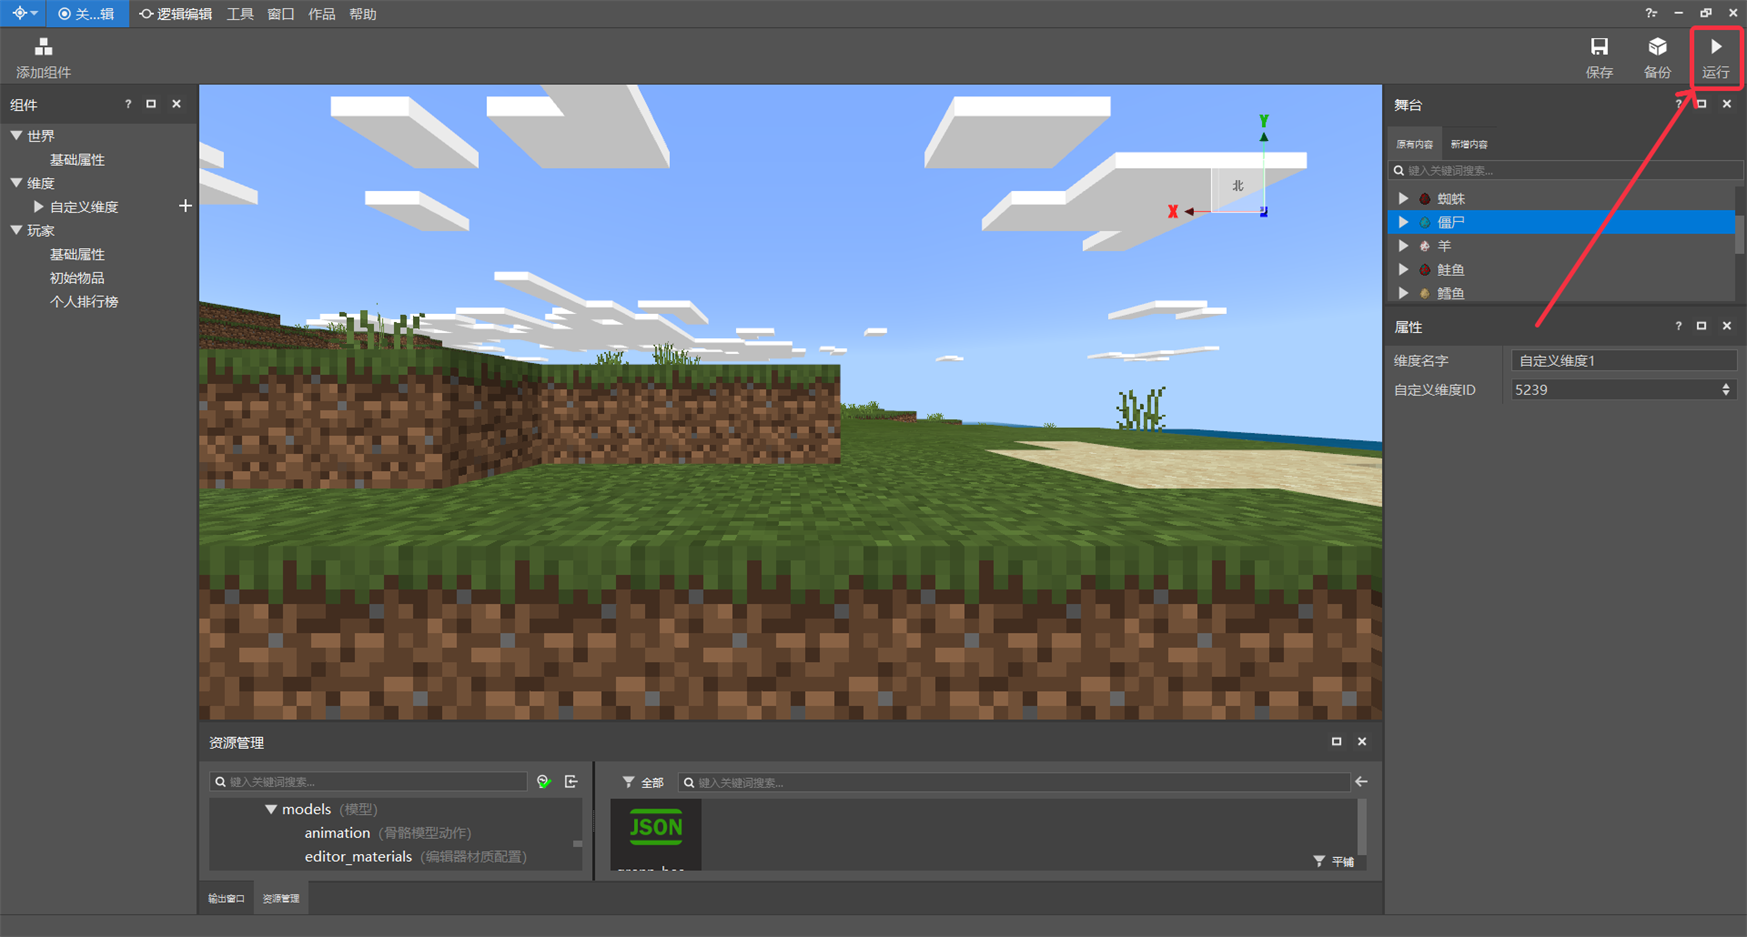 关...辑 逻辑编辑 工具 窗口 作品 帮助
添加组件 保存 备份 运行
组件
世界
基础属性
维度
自定义维度
玩家
基础属性
初始物品
个人排行榜
Y
北
X
舞台
原有内容 新增内容
键入关键词搜索...
蜘蛛
僵尸
羊
鲑鱼
鳕鱼
属性
维度名字 自定义维度1
自定义维度ID 5239
资源管理
键入关键词搜索...
models (模型)
animation (骨骼模型动作)
editor_materials (编辑器材质配置)
全部 键入关键词搜索...
JSON
平铺
输出窗口 资源管理